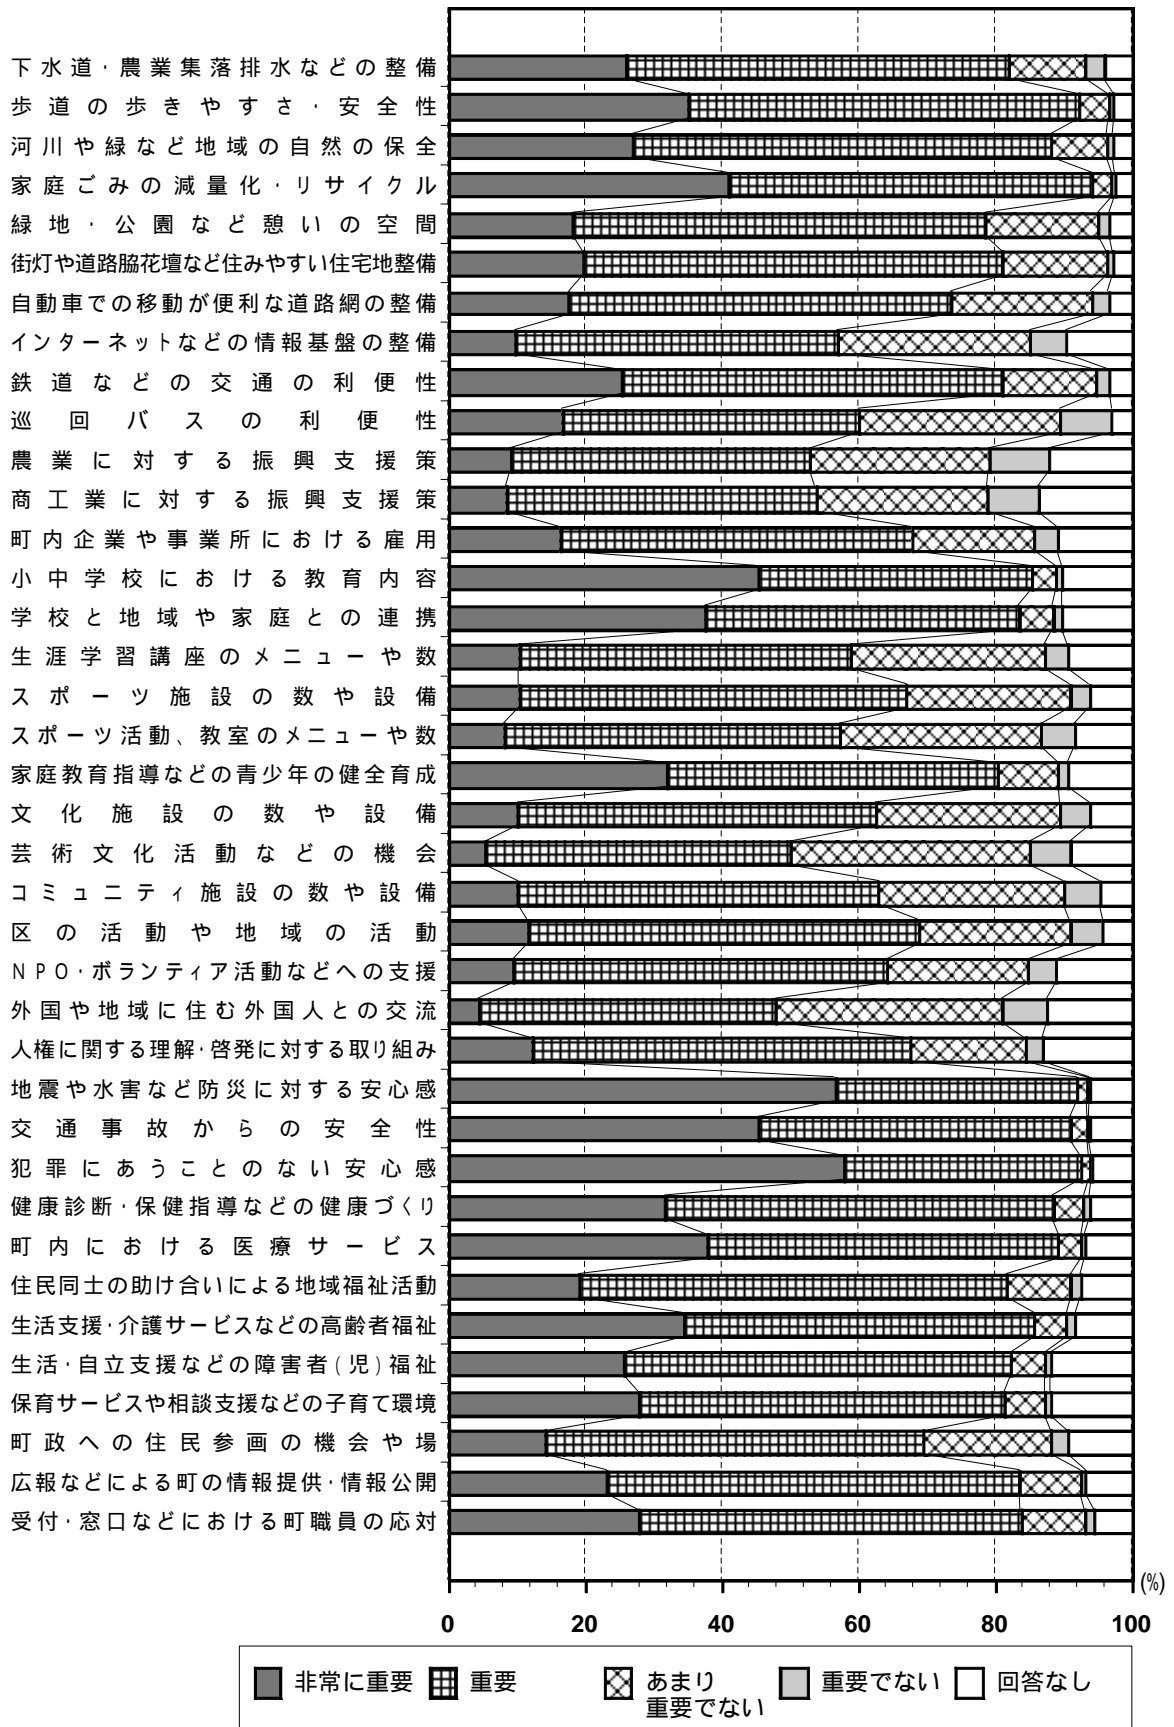 下水道・農業集落排水などの整備
歩道の歩きやすさ・安全性
河川や緑など地域の自然の保全
家庭ごみの減量化・リサイクル
緑地・公園など憩いの空間
街灯や道路脇花壇など住みやすい住宅地整備
自動車での移動が便利な道路網の整備
インターネットなどの情報基盤の整備
鉄道などの交通の利便性
巡回バスの利便性
農業に対する振興支援策
商工業に対する振興支援策
町内企業や事業所における雇用
小中学校における教育内容
学校と地域や家庭との連携
生涯学習講座のメニューや数
スポーツ施設の数や設備
スポーツ活動、教室のメニューや数
家庭教育指導などの青少年の健全育成
文化施設の数や設備
芸術文化活動などの機会
コミュニティ施設の数や設備
区の活動や地域の活動
NPO・ボランティア活動などへの支援
外国や地域に住む外国人との交流
人権に関する理解・啓発に対する取り組み
地震や水害など防災に対する安心感
交通事故からの安全性
犯罪にあうことのない安心感
健康診断・保健指導などの健康づくり
町内における医療サービス
住民同士の助け合いによる地域福祉活動
生活支援・介護サービスなどの高齢者福祉
生活・自立支援などの障害者(児)福祉
保育サービスや相談支援などの子育て環境
町政への住民参画の機会や場
広報などによる町の情報提供・情報公開
受付・窓口などにおける町職員の応対
(%)
0 20 40 60 80 100
非常に重要 重要 あまり 重要でない 回答なし
重要でない